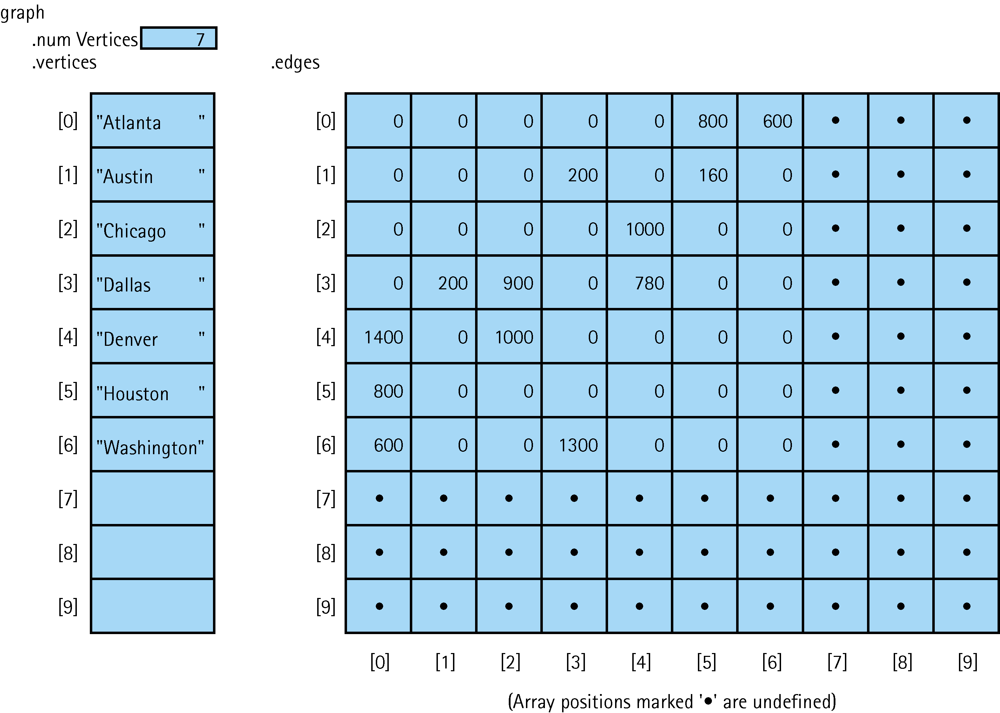 graph
.num Vertices 7
.vertices .edges
[0] "Atlanta " [0] 0 0 0 0 0 800 600 • • •
[1] "Austin " [1] 0 0 0 200 0 160 0 • • •
[2] "Chicago " [2] 0 0 0 0 1000 0 0 • • •
[3] "Dallas " [3] 0 200 900 0 780 0 0 • • •
[4] "Denver " [4] 1400 0 1000 0 0 0 0 • • •
[5] "Houston " [5] 800 0 0 0 0 0 0 • • •
[6] "Washington" [6] 600 0 0 1300 0 0 0 • • •
[7] [7] • • • • • • • • • •
[8] [8] • • • • • • • • • •
[9] [9] • • • • • • • • • •
[0] [1] [2] [3] [4] [5] [6] [7] [8] [9]
(Array positions marked '•' are undefined)